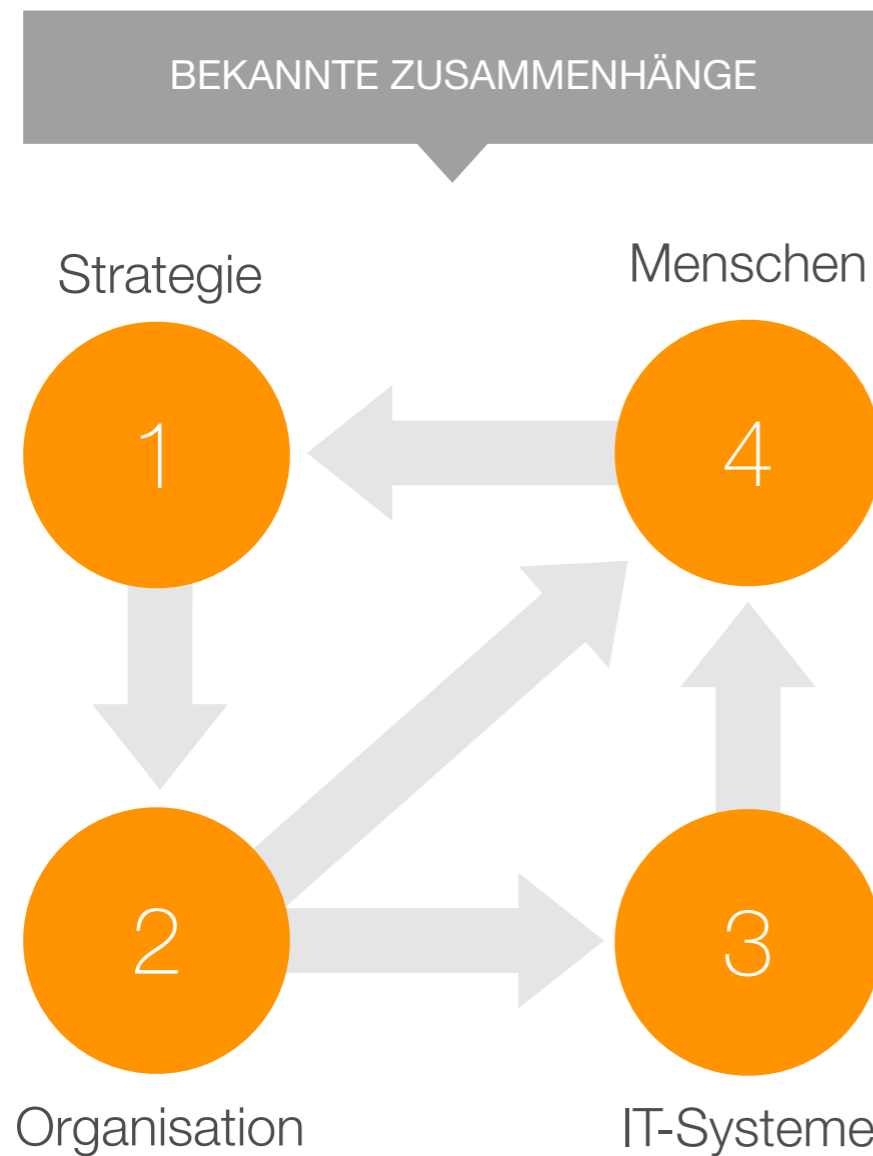 BEKANNTE ZUSAMMENHÄNGE
Strategie
Menschen
1
4
2
3
Organisation
IT-Systeme